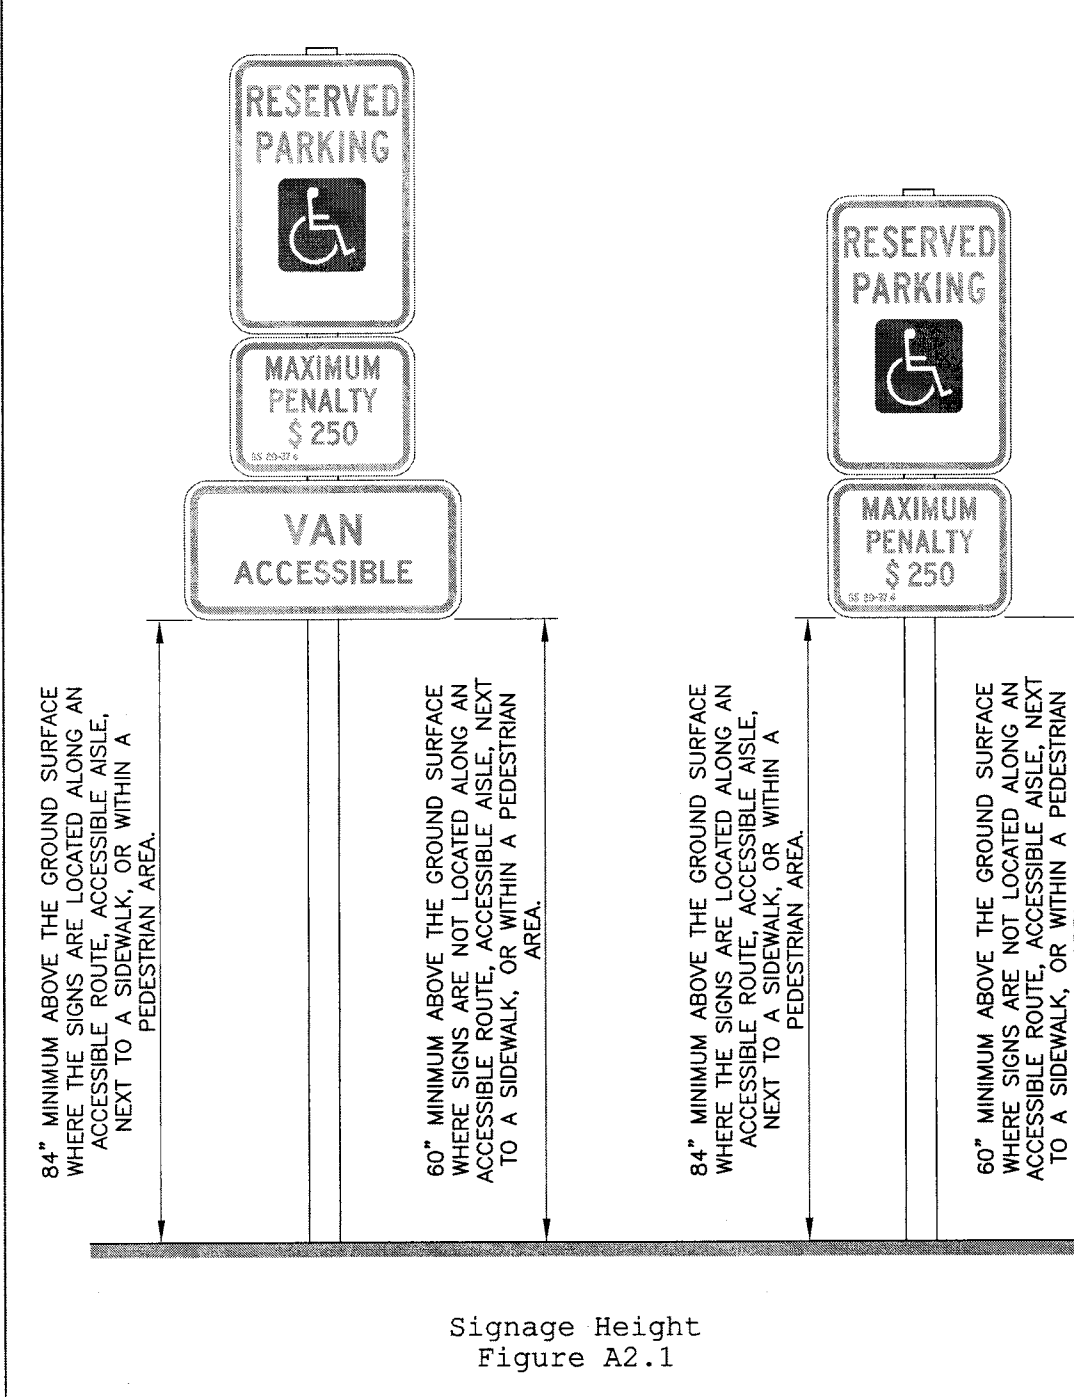 RESERVED
PARKING
MAXIMUM
PENALTY
$ 250
VAN
ACCESSIBLE
RESERVED
PARKING
MAXIMUM
PENALTY
$ 250
84" MINIMUM ABOVE THE GROUND SURFACE
WHERE THE SIGNS ARE LOCATED ALONG AN
ACCESSIBLE ROUTE, ACCESSIBLE AISLE,
NEXT TO A SIDEWALK, OR WITHIN A
PEDESTRIAN AREA.
60" MINIMUM ABOVE THE GROUND SURFACE
WHERE SIGNS ARE NOT LOCATED ALONG AN
ACCESSIBLE ROUTE, ACCESSIBLE AISLE, NEXT
TO A SIDEWALK, OR WITHIN A PEDESTRIAN
AREA.
84" MINIMUM ABOVE THE GROUND SURFACE
WHERE THE SIGNS ARE LOCATED ALONG AN
ACCESSIBLE ROUTE, ACCESSIBLE AISLE,
NEXT TO A SIDEWALK, OR WITHIN A
PEDESTRIAN AREA.
60" MINIMUM ABOVE THE GROUND SURFACE
WHERE SIGNS ARE NOT LOCATED ALONG AN
ACCESSIBLE ROUTE, ACCESSIBLE AISLE, NEXT
TO A SIDEWALK, OR WITHIN A PEDESTRIAN
Signage Height
Figure A2.1